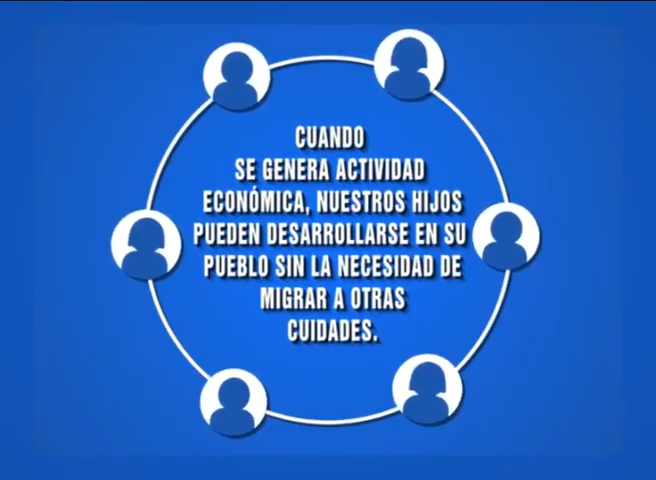 CUANDO
SE GENERA ACTIVIDAD
ECONÓMICA, NUESTROS HIJOS
PUEDEN DESARROLLARSE EN SU
PUEBLO SIN LA NECESIDAD DE
MIGRAR A OTRAS
CUIDADES.